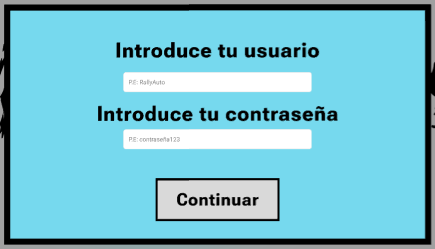 Introduce tu usuario
P.E: RallyAuto
Introduce tu contraseña
P.E: contraseña123
Continuar